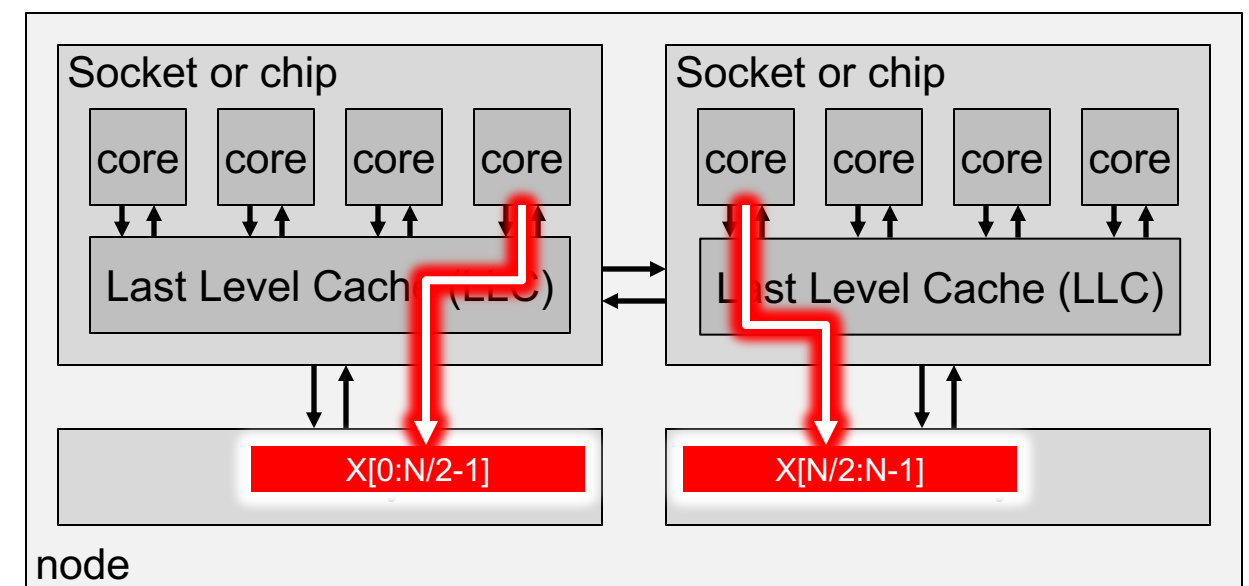 Socket or chip
Socket or chip
core core core core
core core core core
Last Level Cache (LLC)
Last Level Cache (LLC)
X[0:N/2-1]
X[N/2:N-1]
node